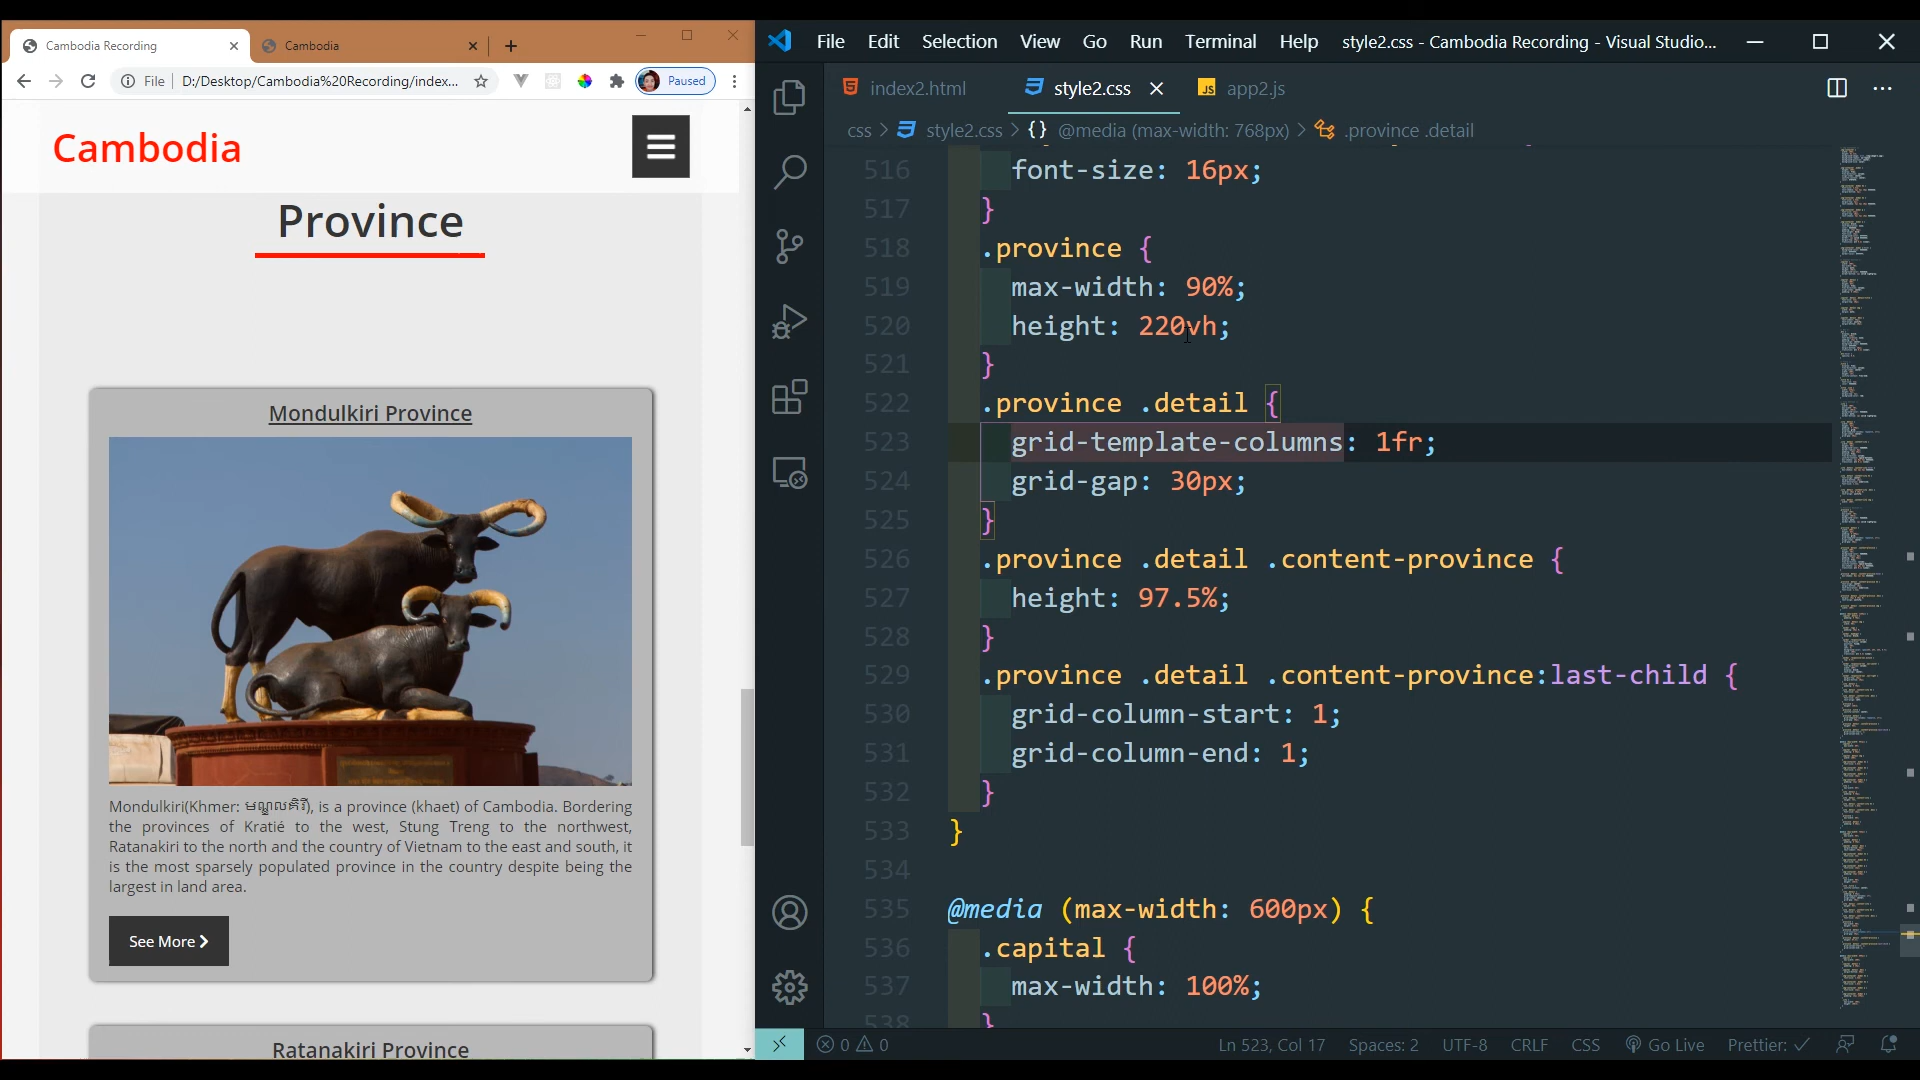 Cambodia Recording
Cambodia
File
D:/Desktop/Cambodia%20Recording/index...
Paused
Cambodia
Province
Mondulkiri Province
Mondulkiri(Khmer: មណ្ឌលគិរី), is a province (khaet) of Cambodia. Bordering
the provinces of Kratié to the west, Stung Treng to the northwest,
Ratanakiri to the north and the country of Vietnam to the east and south, it
is the most sparsely populated province in the country despite being the
largest in land area.
See More
Ratanakiri Province
File Edit Selection View Go Run Terminal Help style2.css - Cambodia Recording - Visual Studio...
index2.html style2.css JS app2.js
css > style2.css > {} @media (max-width: 768px) > .province .detail
516 font-size: 16px;
517 }
518 .province {
519 max-width: 90%;
520 height: 220vh;
521 }
522 .province .detail {
523 grid-template-columns: 1fr;
524 grid-gap: 30px;
525 }
526 .province .detail .content-province {
527 height: 97.5%;
528 }
529 .province .detail .content-province:last-child {
530 grid-column-start: 1;
531 grid-column-end: 1;
532 }
533 }
534
535 @media (max-width: 600px) {
536 .capital {
537 max-width: 100%;
538 }
0 0 Ln 523, Col 17 Spaces: 2 UTF-8 CRLF CSS Go Live Prettier: ✓